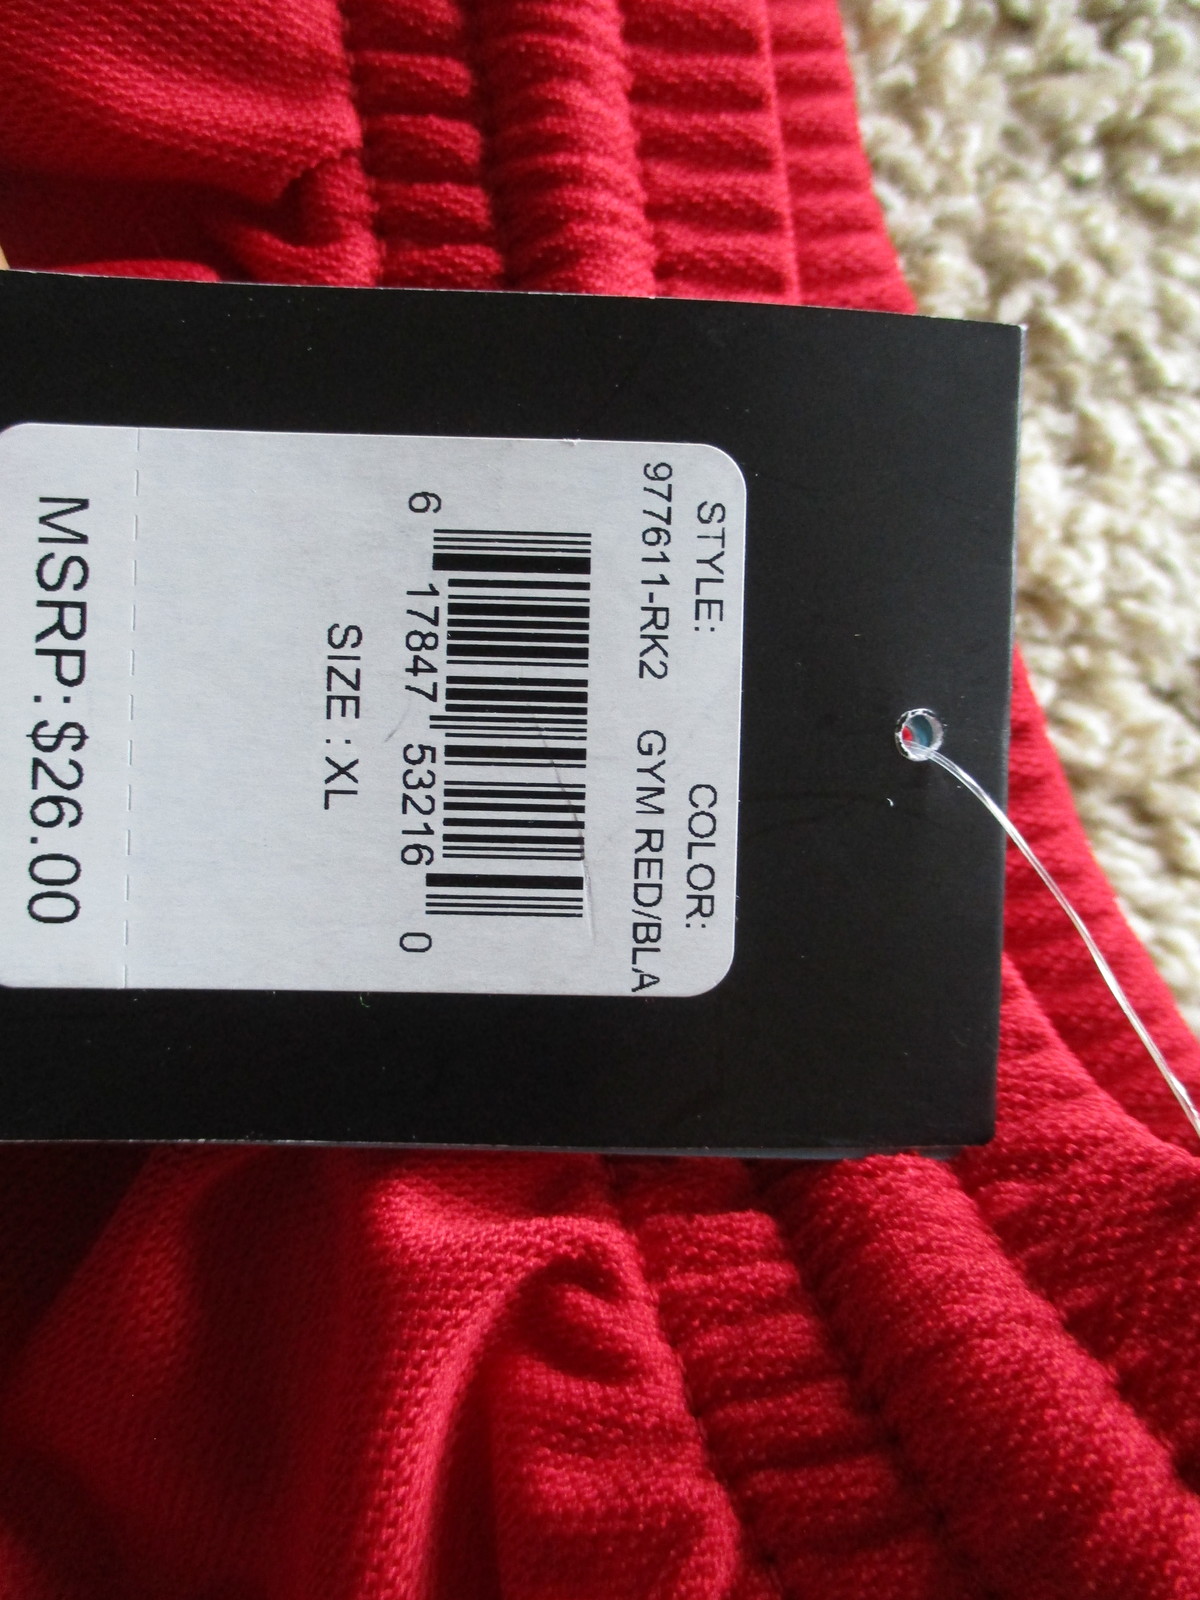 STYLE: COLOR:
977611-RK2 GYM RED/BLA
6 17847 53216 0
SIZE : XL
MSRP: $26.00